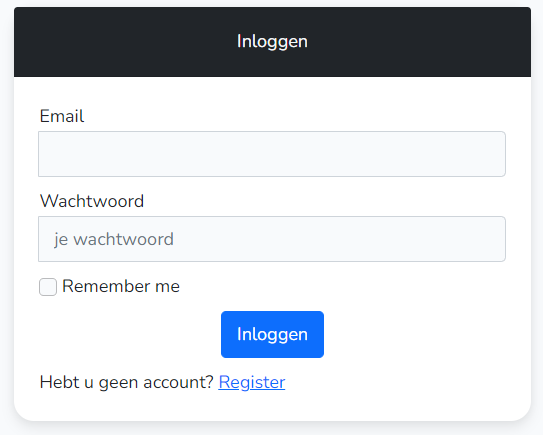 Inloggen
Email
Wachtwoord
je wachtwoord
Remember me
Inloggen
Hebt u geen account? Register